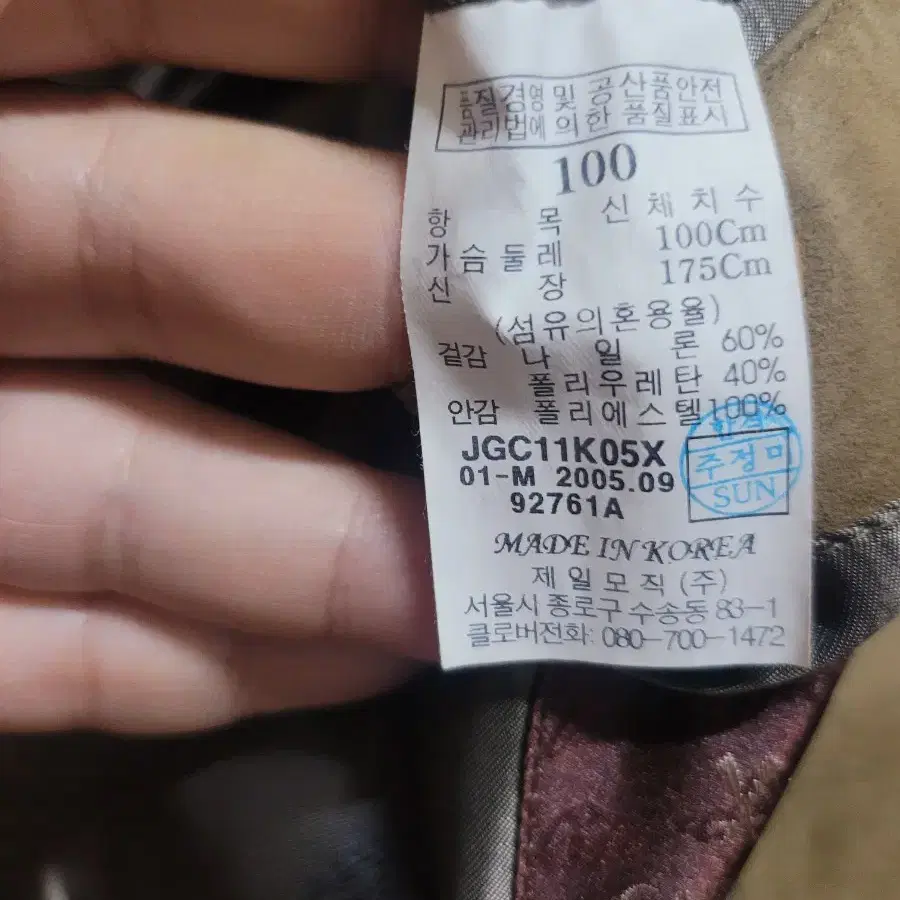 품질경영 및 공산품안전
관리법에 의한 품질표시
100
항 목 신체치수
가슴둘레 100Cm
신 장 175Cm
(섬유의혼용율)
겉감 나 일 론 60%
폴리우레탄 40%
안감 폴리에스텔 100%
합격
주정미
SUN
JGC11K05X
01-M 2005.09
92761A
MADE IN KOREA
제일모직(주)
서울시 종로구 수송동 83-1
클로버전화: 080-700-1472